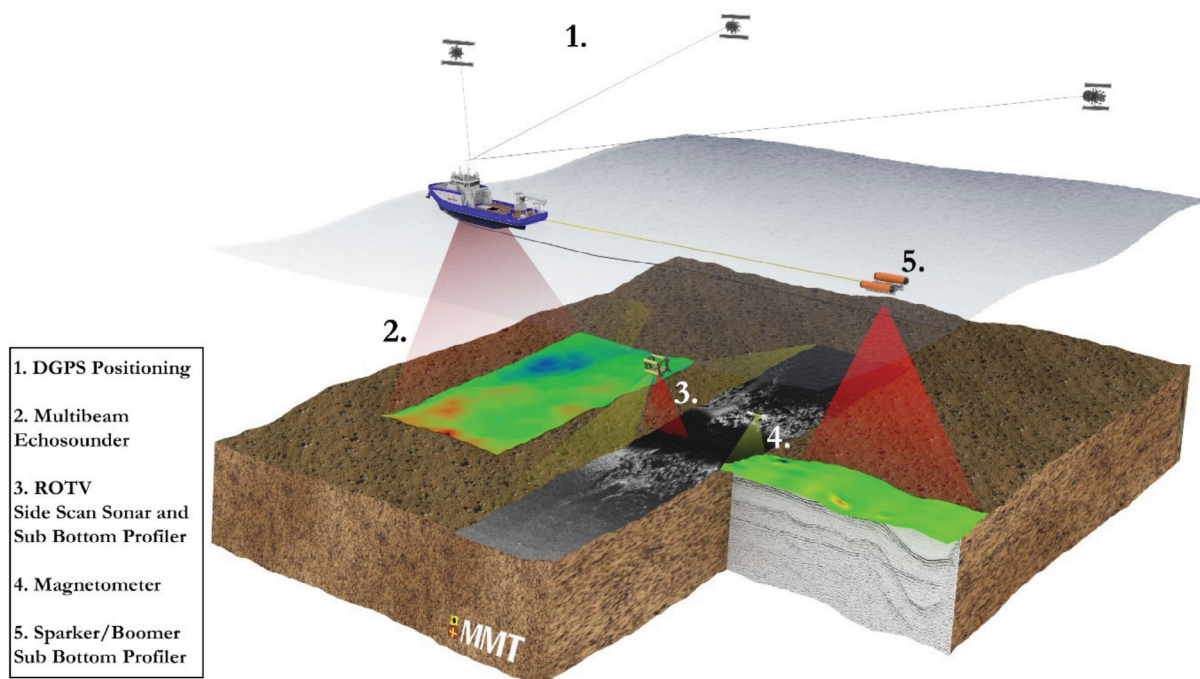 1.
5.
2.
3.
4.
1. DGPS Positioning
2. Multibeam
Echosounder
3. ROTV
Side Scan Sonar and
Sub Bottom Profiler
4. Magnetometer
5. Sparker/Boomer
Sub Bottom Profiler
MMT